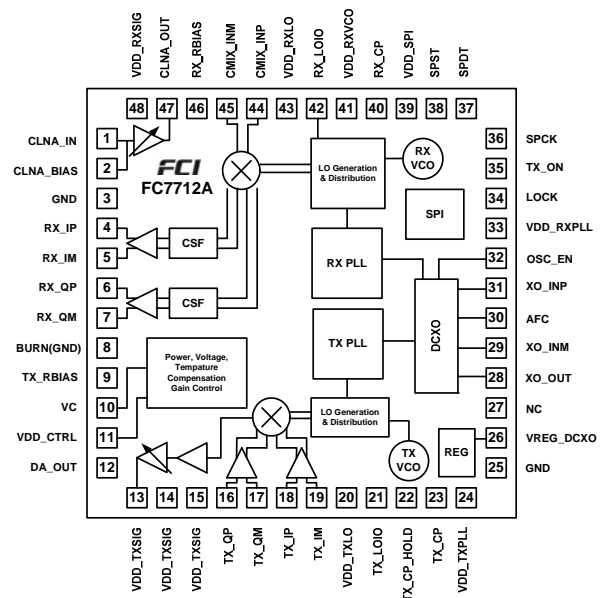 VDD_RXSIG
CLNA_OUT
RX_RBIAS
CMIX_INM
CMIX_INP
VDD_RXLO
RX_LOIO
VDD_RXVCO
RX_CP
VDD_SPI
SPST
SPDT
48
47
46
45
44
43
42
41
40
39
38
37
CLNA_IN
1
CLNA_BIAS
2
GND
3
RX_IP
4
RX_IM
5
RX_QP
6
RX_QM
7
BURN(GND)
8
TX_RBIAS
9
VC
10
VDD_CTRL
11
DA_OUT
12
FCI
FC7712A
CSF
CSF
Power, Voltage,
Tempature
Compensation
Gain Control
LO Generation
& Distribution
RX
VCO
SPI
RX PLL
TX PLL
DCXO
LO Generation
& Distribution
TX
VCO
REG
36
SPCK
35
TX_ON
34
LOCK
33
VDD_RXPLL
32
OSC_EN
31
XO_INP
30
AFC
29
XO_INM
28
XO_OUT
27
NC
26
VREG_DCXO
25
GND
13
14
15
16
17
18
19
20
21
22
23
24
VDD_TXSIG
VDD_TXSIG
VDD_TXSIG
TX_QP
TX_QM
TX_IP
TX_IM
VDD_TXLO
TX_LOIO
TX_CP_HOLD
TX_CP
VDD_TXPLL